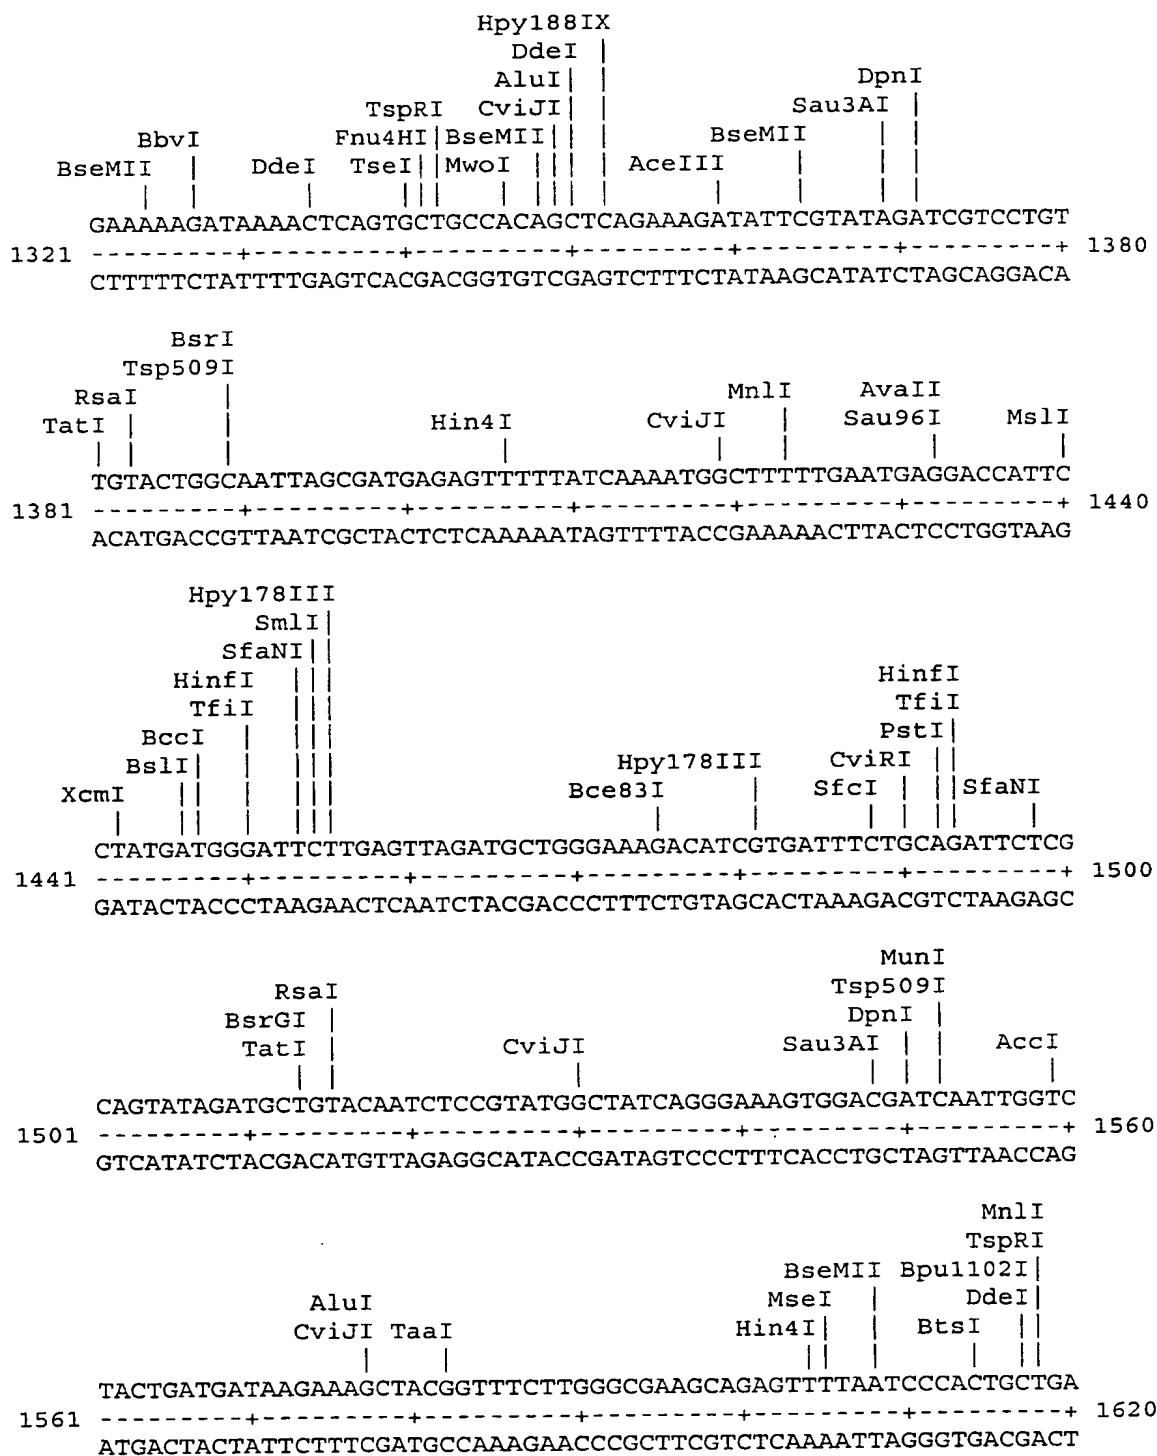 Hpy188IX
DdeI
AluI DpnI
TspRI CviJI Sau3AI
BbvI Fnu4HI BseMII BseMII
BseMII DdeI TseI MwoI AceIII
GAAAAAGATAAAACTCAGTGCTGCCACAGCTCAGAAAGATATTCGTATAGATCGTCCTGT
1321 ---------+---------+---------+---------+---------+---------+ 1380
CTTTTTCTATTTTGAGTCACGACGGTGTCGAGTCTTTCTATAAGCATATCTAGCAGGACA
BsrI
Tsp509I
RsaI MnlI AvaII
TatI Hin4I CviJI Sau96I MslI
TGTACTGGCAATTAGCGATGAGAGTTTTTATCAAAATGGCTTTTTGAATGAGGACCATTC
1381 ---------+---------+---------+---------+---------+---------+ 1440
ACATGACCGTTAATCGCTACTCTCAAAAATAGTTTTACCGAAAAACTTACTCCTGGTAAG
Hpy178III
SmlI
SfaNI
HinfI HinfI
TfiI TfiI
BccI PstI
BslI Hpy178III CviRI
XcmI Bce83I SfcI SfaNI
CTATGATGGGATTCTTGAGTTAGATGCTGGGAAAGACATCGTGATTTCTGCAGATTCTCG
1441 ---------+---------+---------+---------+---------+---------+ 1500
GATACTACCCTAAGAACTCAATCTACGACCCTTTCTGTAGCACTAAAGACGTCTAAGAGC
MunI
RsaI Tsp509I
BsrGI DpnI
TatI CviJI Sau3AI AccI
CAGTATAGATGCTGTACAATCTCCGTATGGCTATCAGGGAAAGTGGACGATCAATTGGTC
1501 ---------+---------+---------+---------+---------+---------+ 1560
GTCATATCTACGACATGTTAGAGGCATACCGATAGTCCCTTTCACCTGCTAGTTAACCAG
MnlI
TspRI
BseMII Bpu1102I
AluI MseI DdeI
CviJI TaaI Hin4I BtsI
TACTGATGATAAGAAAGCTACGGTTTCTTGGGCGAAGCAGAGTTTTAATCCCACTGCTGA
1561 ---------+---------+---------+---------+---------+---------+ 1620
ATGACTACTATTCTTTCGATGCCAAAGAACCCGCTTCGTCTCAAAATTAGGGTGACGACT